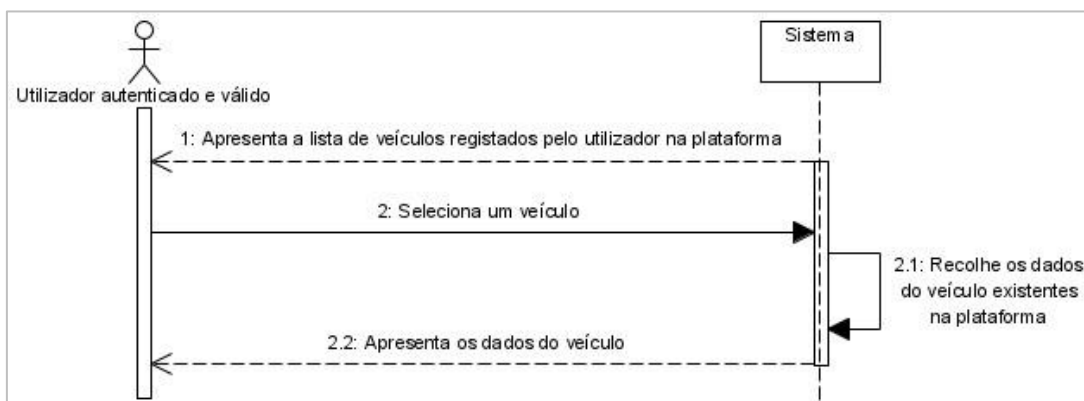 Sistema
Utilizador autenticado e válido
1: Apresenta a lista de veículos registados pelo utilizador na plataforma
2: Seleciona um veículo
2.1: Recolhe os dados
do veículo existentes
na plataforma
2.2: Apresenta os dados do veículo